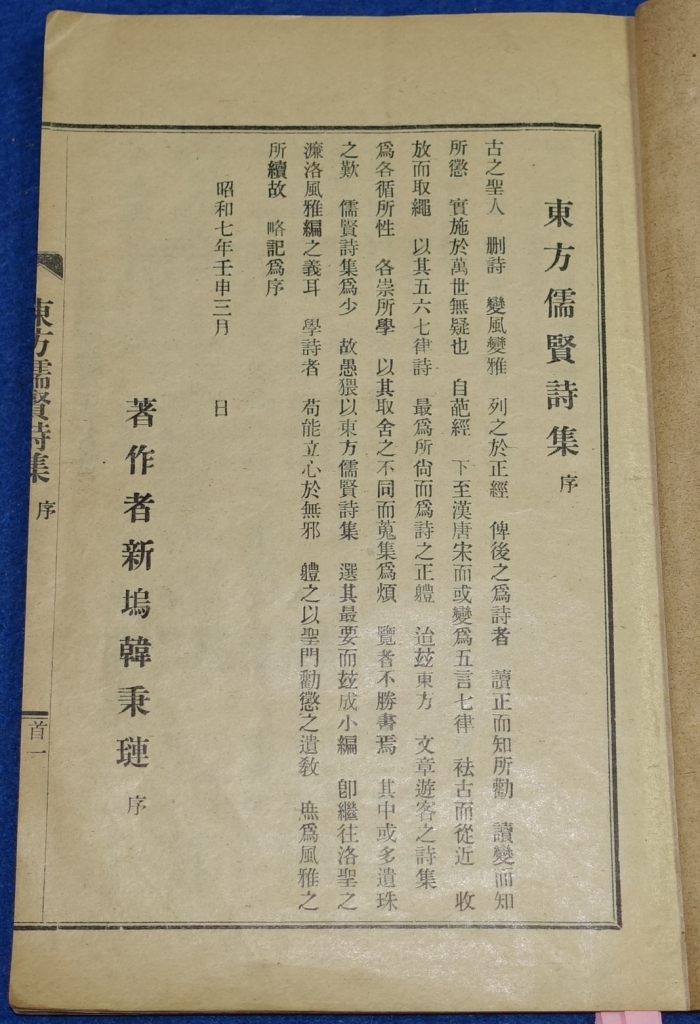 東方儒賢詩集 序
古之聖人 删詩 變風變雅 列之於正經 俾後之爲詩者 讀正而知所勸 讀變而知
所懲 實施於萬世無疑也 自葩經 下至漢唐宋而或變爲五言七律 祛古而從近 收
放而取繩 以其五六七律詩 最爲所尙而爲詩之正軆 治玆東方 文章遊客之詩集
爲各循所性 各崇所學 以其取舍之不同而蒐集爲煩 覽者不勝書焉 其中或多遺珠
之歎 儒賢詩集爲少 故愚猥以東方儒賢詩集 選其最要而玆成小編 卽繼往洛聖之
濂洛風雅編之義耳 學詩者 苟能立心於無邪 軆之以聖門勸懲之遺敎 庶爲風雅之
所續故 略記爲序
昭和七年壬申三月 日
著作者新塢韓秉璉 序
東方儒賢詩集 序
首一